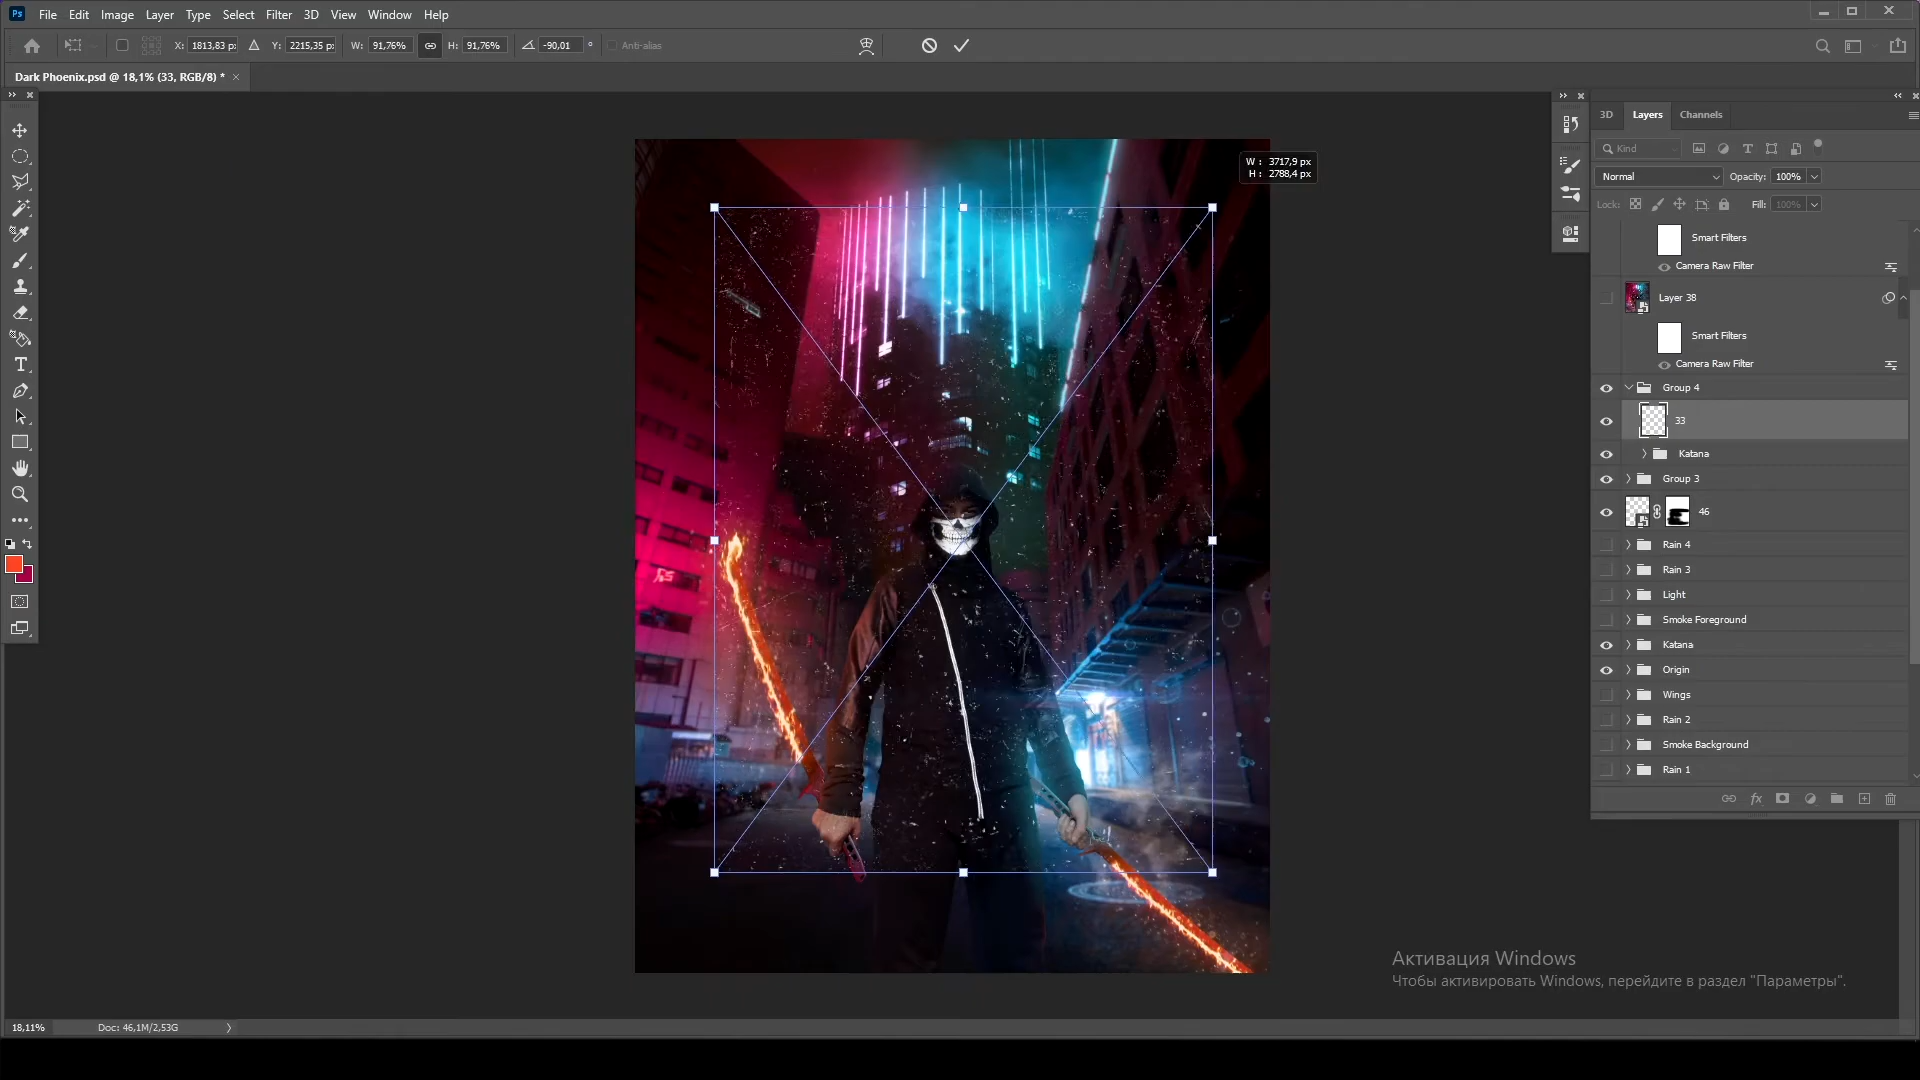 Ps File Edit Image Layer Type Select Filter 3D View Window Help
X: 1813,83 px Y: 2215,35 px W: 91,76% H: 91,76% -90,01 ° Anti-alias
Dark Phoenix.psd @ 18,1% (33, RGB/8) * ×
W : 3717,9 px
H : 2788,4 px
3D Layers Channels
Kind
Normal Opacity: 100%
Lock: Fill: 100%
Smart Filters
Camera Raw Filter
Layer 38
Smart Filters
Camera Raw Filter
Group 4
33
Katana
Group 3
46
Rain 4
Rain 3
Light
Smoke Foreground
Katana
Origin
Wings
Rain 2
Smoke Background
Rain 1
fx
Активация Windows
Чтобы активировать Windows, перейдите в раздел "Параметры".
18,11% Doc: 46,1M/2,53G